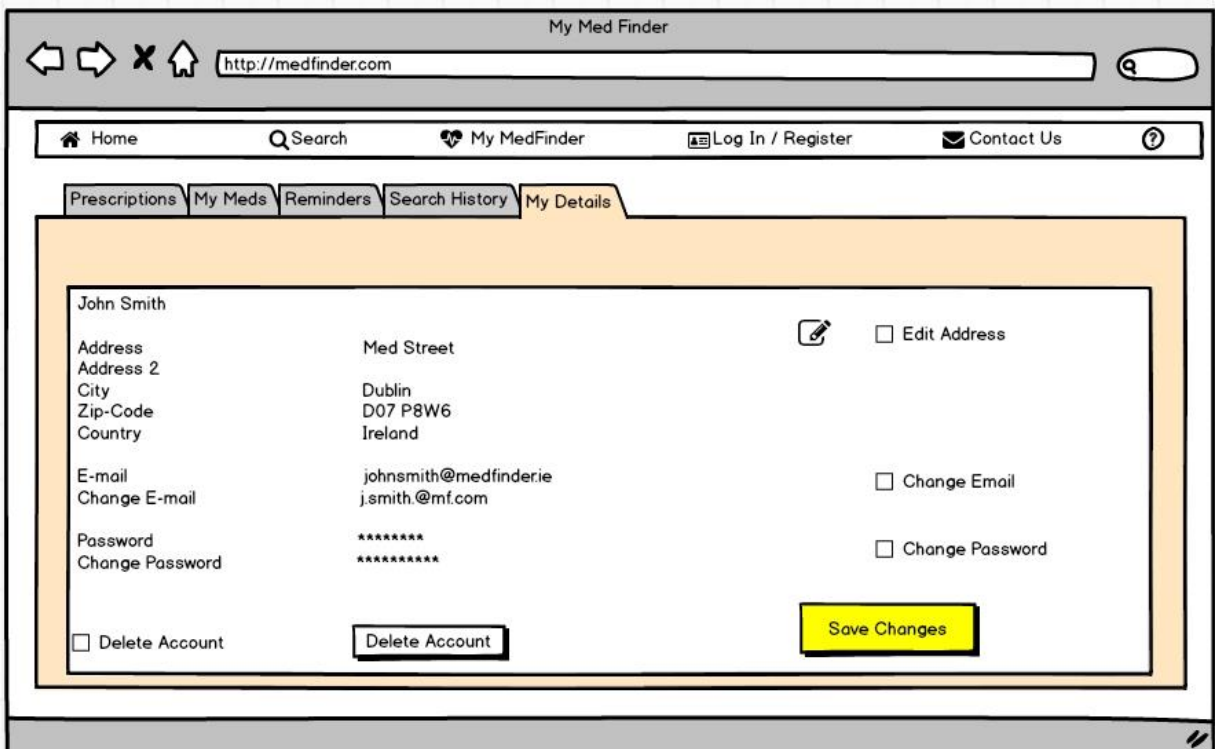 My Med Finder
http://medfinder.com
Home Search My MedFinder Log In / Register Contact Us ?
Prescriptions My Meds Reminders Search History My Details
John Smith
Edit Address
Address Med Street
Address 2
City Dublin
Zip-Code D07 P8W6
Country Ireland
E-mail johnsmith@medfinder.ie
Change Email
Change E-mail j.smith.@mf.com
Password ********
Change Password
Change Password **********
Save Changes
Delete Account Delete Account